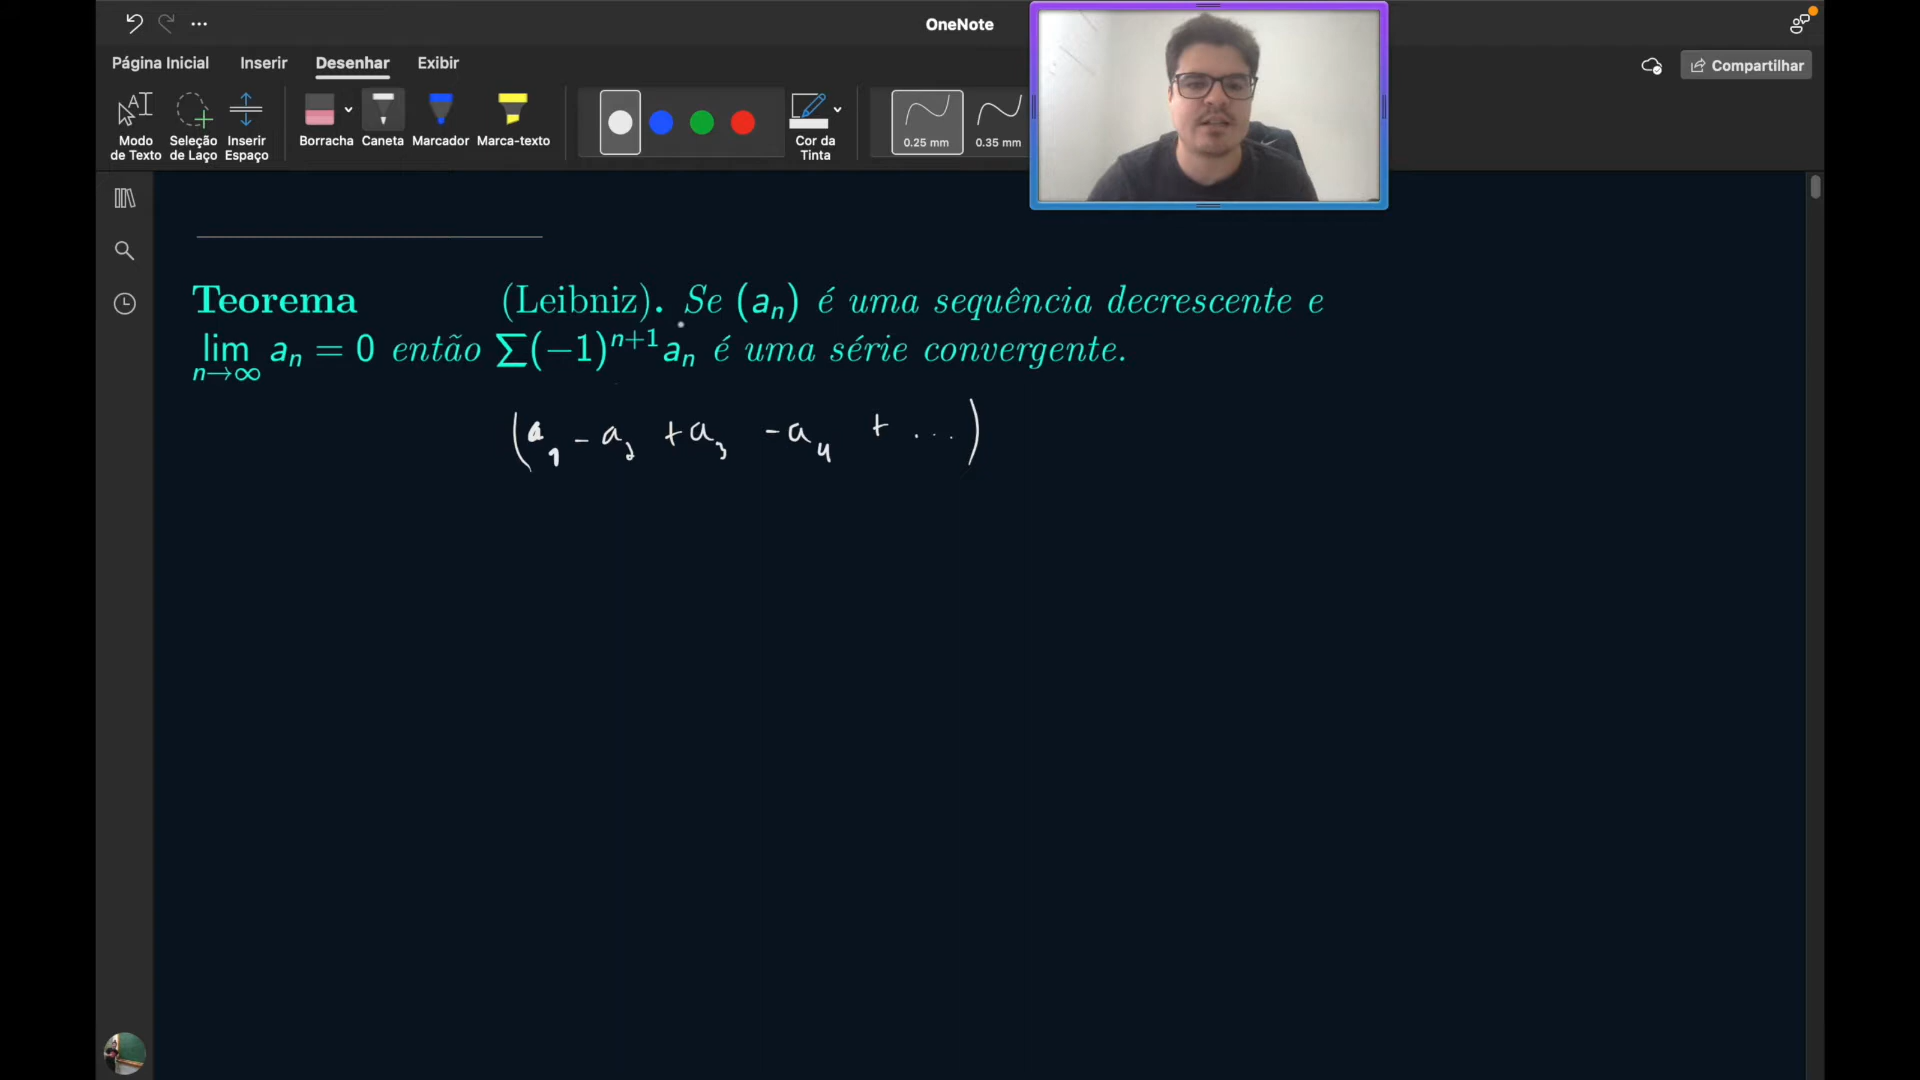 OneNote
Página Inicial Inserir Desenhar Exibir
Compartilhar
Modo de Texto
Seleção de Laço
Inserir Espaço
Borracha
Caneta
Marcador
Marca-texto
Cor da Tinta
0.25 mm
0.35 mm
Teorema (Leibniz). Se (aₙ) é uma sequência decrescente e
lim n→∞ aₙ = 0 então ∑(−1)ⁿ⁺¹aₙ é uma série convergente.
(a₁ − a₂ + a₃ − a₄ + ...)